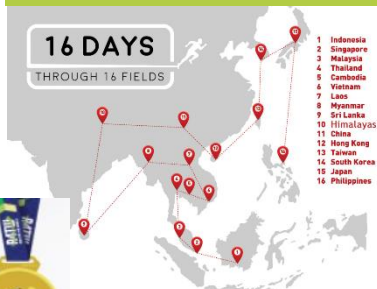 16 DAYS
THROUGH 16 FIELDS
1 Indonesia
2 Singapore
3 Malaysia
4 Thailand
5 Cambodia
6 Vietnam
7 Laos
8 Myanmar
9 Sri Lanka
10 Himalayas
11 China
12 Hong Kong
13 Taiwan
14 South Korea
15 Japan
16 Philippines